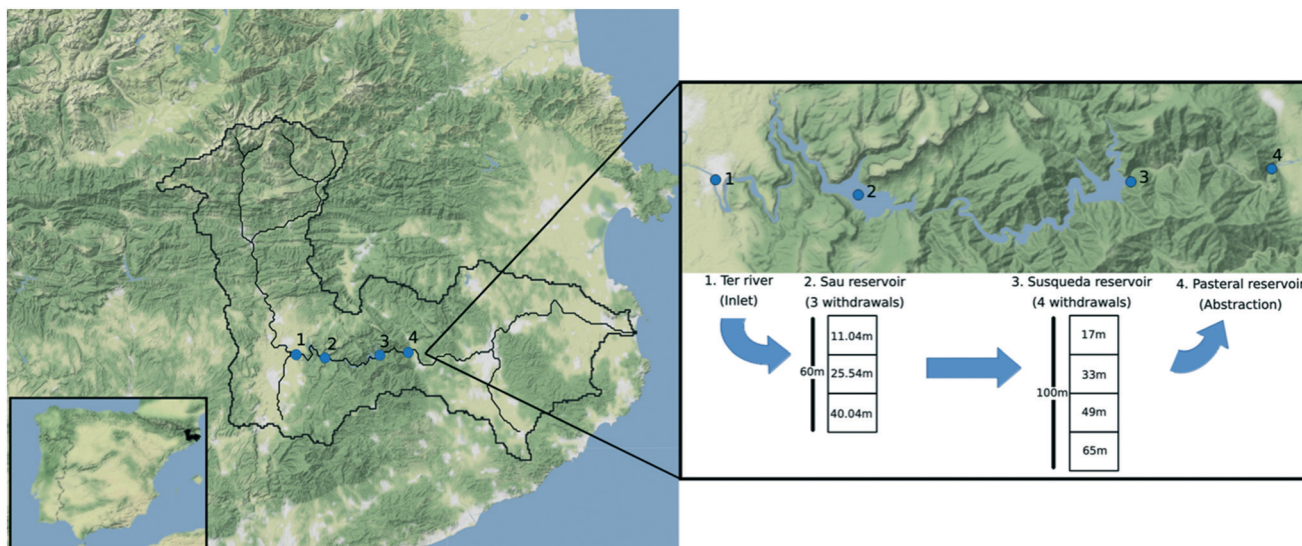 1
2
3
4
1
2
3
4
1. Ter river
(Inlet)
2. Sau reservoir
(3 withdrawals)
3. Susqueda reservoir
(4 withdrawals)
4. Pasteral reservoir
(Abstraction)
60m
11.04m
25.54m
40.04m
100m
17m
33m
49m
65m